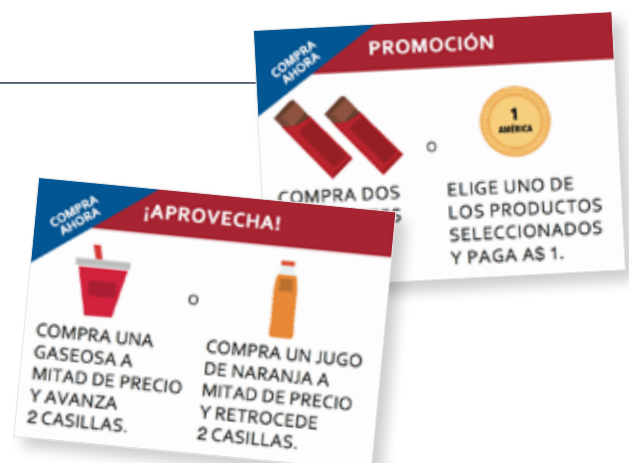 COMPRA
AHORA
PROMOCIÓN
1
AMÉRICA
o
COMPRA DOS
ELIGE UNO DE
LOS PRODUCTOS
SELECCIONADOS
Y PAGA A$ 1.
COMPRA
AHORA
¡APROVECHA!
o
COMPRA UNA
GASEOSA A
MITAD DE PRECIO
Y AVANZA
2 CASILLAS.
COMPRA UN JUGO
DE NARANJA A
MITAD DE PRECIO
Y RETROCEDE
2 CASILLAS.